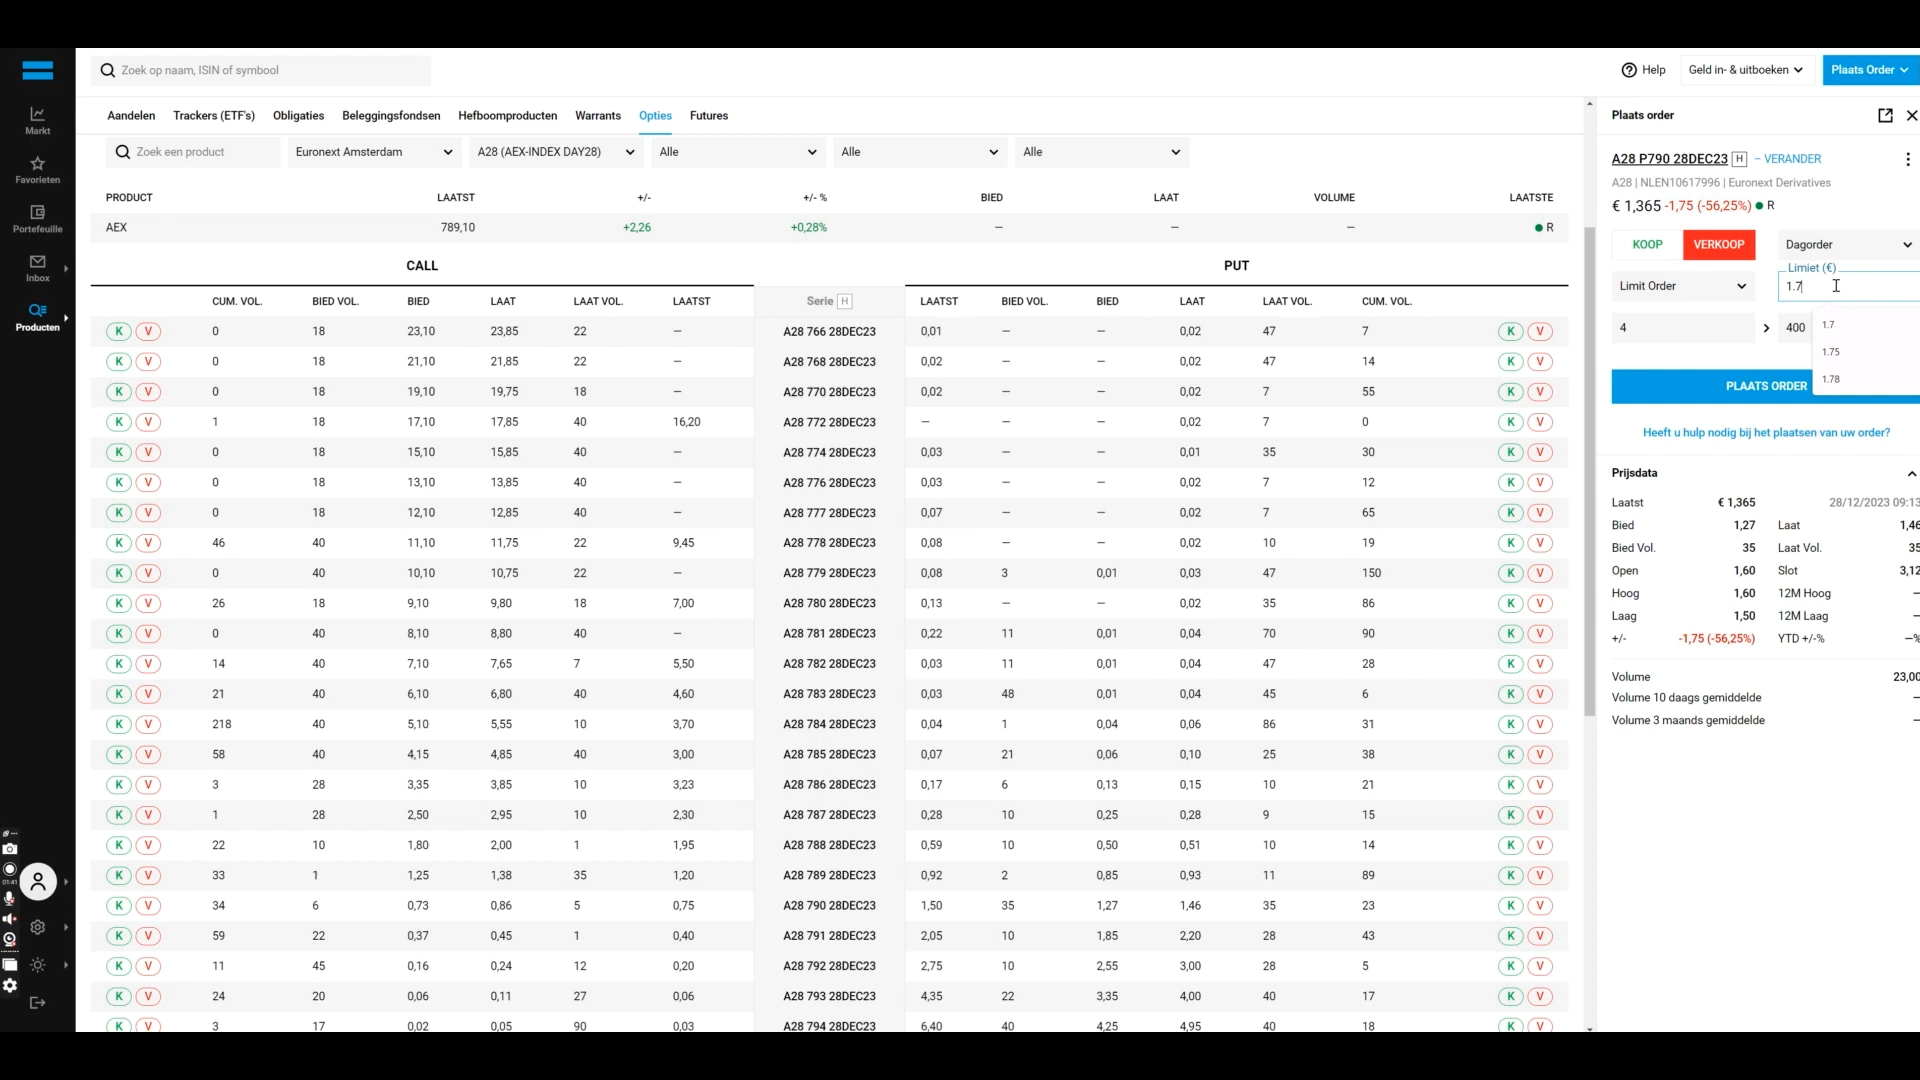 Zoek op naam, ISIN of symbool
Help
Geld in- & uitboeken
Plaats Order
Markt
Favorieten
Portefeuille
Inbox
Producten
01:41
Aandelen Trackers (ETF's) Obligaties Beleggingsfondsen Hefboomproducten Warrants Opties Futures
Zoek een product Euronext Amsterdam A28 (AEX-INDEX DAY28) Alle Alle Alle
PRODUCT LAATST +/- +/- % BIED LAAT VOLUME LAATSTE
AEX 789,10 +2,26 +0,28% — — — R
CALL PUT
CUM. VOL. BIED VOL. BIED LAAT LAAT VOL. LAATST Serie H LAATST BIED VOL. BIED LAAT LAAT VOL. CUM. VOL.
K V 0 18 23,10 23,85 22 — A28 766 28DEC23 0,01 — — 0,02 47 7 K V
K V 0 18 21,10 21,85 22 — A28 768 28DEC23 0,02 — — 0,02 47 14 K V
K V 0 18 19,10 19,75 18 — A28 770 28DEC23 0,02 — — 0,02 7 55 K V
K V 1 18 17,10 17,85 40 16,20 A28 772 28DEC23 — — — 0,02 7 0 K V
K V 0 18 15,10 15,85 40 — A28 774 28DEC23 0,03 — — 0,01 35 30 K V
K V 0 18 13,10 13,85 40 — A28 776 28DEC23 0,03 — — 0,02 7 12 K V
K V 0 18 12,10 12,85 40 — A28 777 28DEC23 0,07 — — 0,02 7 65 K V
K V 46 40 11,10 11,75 22 9,45 A28 778 28DEC23 0,08 — — 0,02 10 19 K V
K V 0 40 10,10 10,75 22 — A28 779 28DEC23 0,08 3 0,01 0,03 47 150 K V
K V 26 18 9,10 9,80 18 7,00 A28 780 28DEC23 0,13 — — 0,02 35 86 K V
K V 0 40 8,10 8,80 40 — A28 781 28DEC23 0,22 11 0,01 0,04 70 90 K V
K V 14 40 7,10 7,65 7 5,50 A28 782 28DEC23 0,03 11 0,01 0,04 47 28 K V
K V 21 40 6,10 6,80 40 4,60 A28 783 28DEC23 0,03 48 0,01 0,04 45 6 K V
K V 218 40 5,10 5,55 10 3,70 A28 784 28DEC23 0,04 1 0,04 0,06 86 31 K V
K V 58 40 4,15 4,85 40 3,00 A28 785 28DEC23 0,07 21 0,06 0,10 25 38 K V
K V 3 28 3,35 3,85 10 3,23 A28 786 28DEC23 0,17 6 0,13 0,15 10 21 K V
K V 1 28 2,50 2,95 10 2,30 A28 787 28DEC23 0,28 10 0,25 0,28 9 15 K V
K V 22 10 1,80 2,00 1 1,95 A28 788 28DEC23 0,59 10 0,50 0,51 10 14 K V
K V 33 1 1,25 1,38 35 1,20 A28 789 28DEC23 0,92 2 0,85 0,93 11 89 K V
K V 34 6 0,73 0,86 5 0,75 A28 790 28DEC23 1,50 35 1,27 1,46 35 23 K V
K V 59 22 0,37 0,45 1 0,40 A28 791 28DEC23 2,05 10 1,85 2,20 28 43 K V
K V 11 45 0,16 0,24 12 0,20 A28 792 28DEC23 2,75 10 2,55 3,00 28 5 K V
K V 24 20 0,06 0,11 27 0,06 A28 793 28DEC23 4,35 22 3,35 4,00 40 17 K V
K V 3 17 0,02 0,05 90 0,03 A28 794 28DEC23 6,40 40 4,25 4,95 40 18 K V
Plaats order
A28 P790 28DEC23 H – VERANDER
A28 | NLEN10617996 | Euronext Derivatives
€ 1,365 -1,75 (-56,25%) R
KOOP VERKOOP Dagorder
Limiet (€)
Limit Order 1.7
4 400
1.7
1.75
1.78
PLAATS ORDER
Heeft u hulp nodig bij het plaatsen van uw order?
Prijsdata
Laatst € 1,365 28/12/2023 09:13
Bied 1,27 Laat 1,46
Bied Vol. 35 Laat Vol. 35
Open 1,60 Slot 3,12
Hoog 1,60 12M Hoog —
Laag 1,50 12M Laag —
+/- -1,75 (-56,25%) YTD +/-% —%
Volume 23,00
Volume 10 daags gemiddelde —
Volume 3 maands gemiddelde —